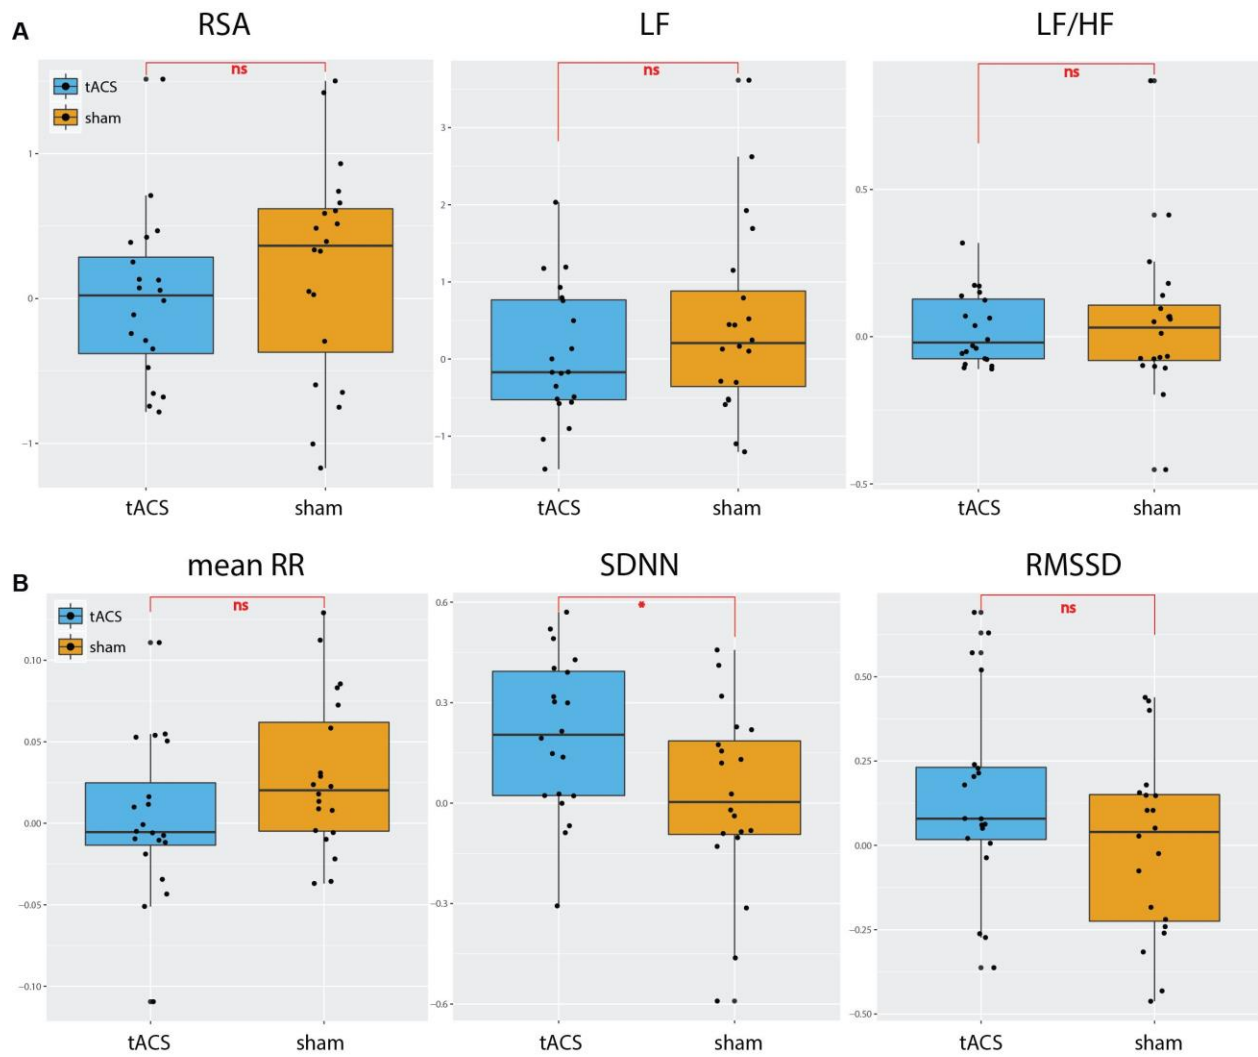 A
RSA
LF
LF/HF
ns
ns
ns
tACS
sham
1
0
−1
3
2
1
0
−1
0.5
0.0
−0.5
tACS
sham
tACS
sham
tACS
sham
B
mean RR
SDNN
RMSSD
ns
*
ns
tACS
sham
0.10
0.05
0.00
−0.05
−0.10
0.6
0.3
0.0
−0.3
−0.6
0.50
0.25
0.00
−0.25
−0.50
tACS
sham
tACS
sham
tACS
sham